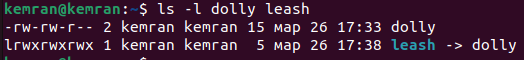 kemran@kemran:~$ ls -l dolly leash
-rw-rw-r-- 2 kemran kemran 15 мар 26 17:33 dolly
lrwxrwxrwx 1 kemran kemran  5 мар 26 17:38 leash -> dolly